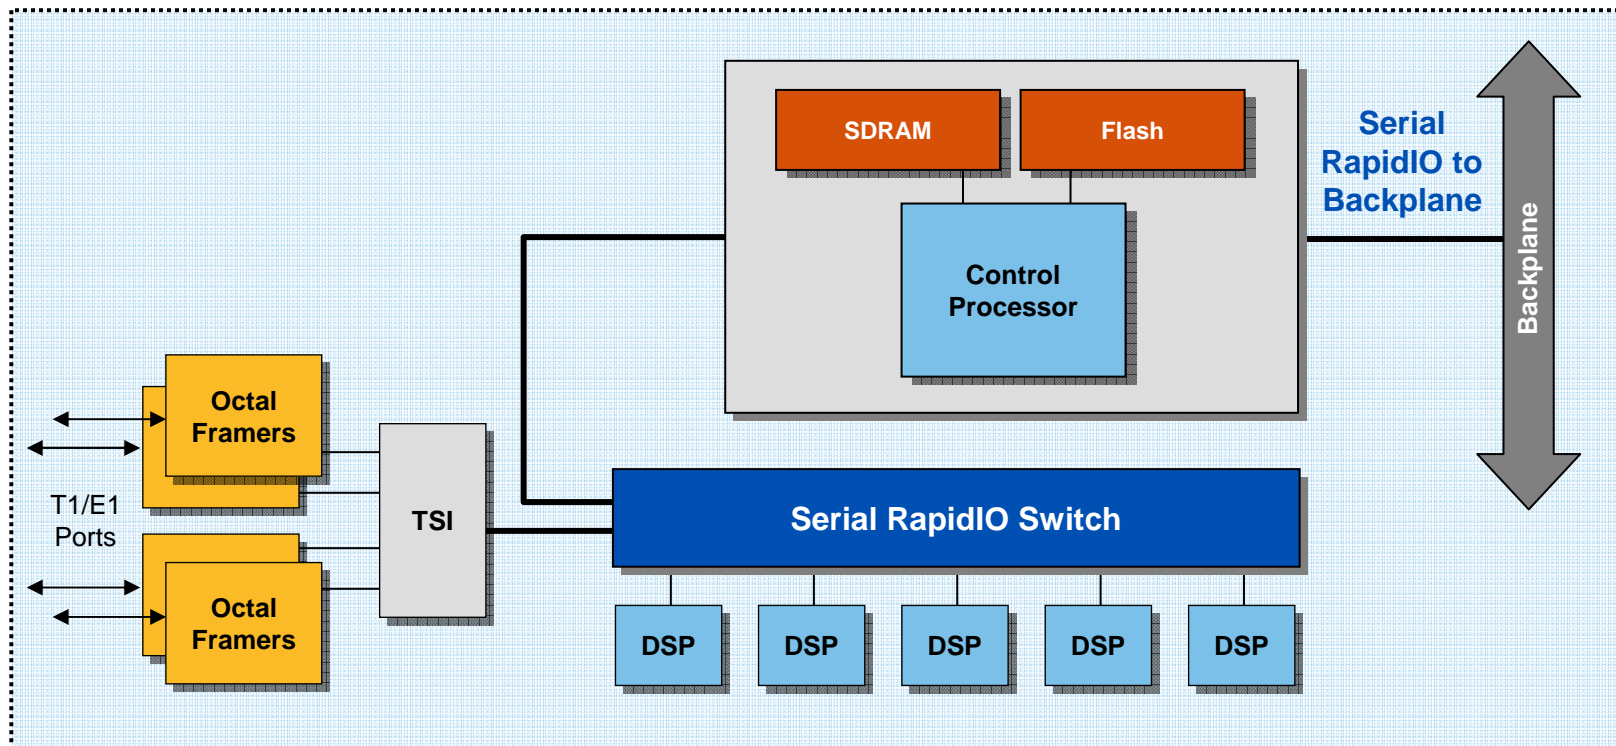 SDRAM
Flash
Serial
RapidIO to
Backplane
Backplane
Control
Processor
Octal
Framers
T1/E1
Ports
TSI
Serial RapidIO Switch
Octal
Framers
DSP
DSP
DSP
DSP
DSP